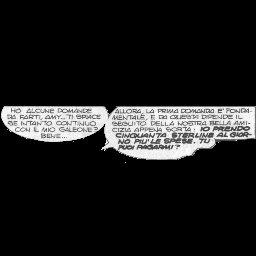 HO ALCUNE DOMANDE
DA FARTI, AMY... TI SPIACE
SE INTANTO CONTINUO
CON IL MIO GALEONE?
BENE...
ALLORA, LA PRIMA DOMANDA E' FONDA-
MENTALE, E DA QUESTA DIPENDE IL
SEGUITO DELLA NOSTRA BELLA AMI-
CIZIA APPENA SORTA: IO PRENDO
CINQUANTA STERLINE AL GIOR-
NO PIU' LE SPESE. TU
PUOI PAGARMI?